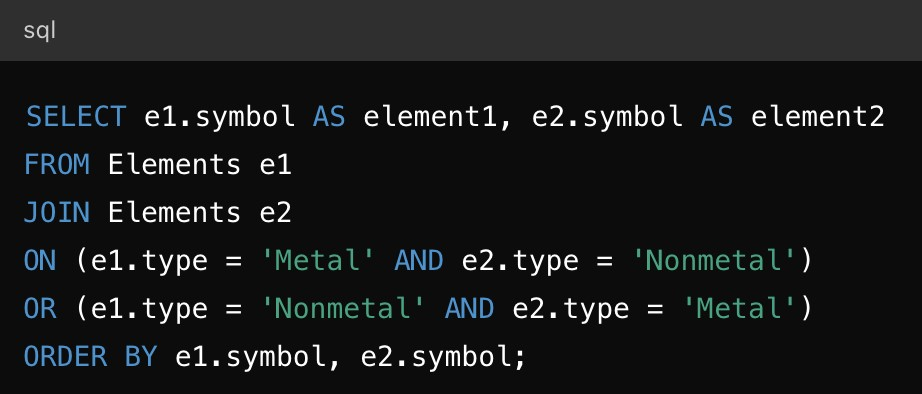 sql
SELECT e1.symbol AS element1, e2.symbol AS element2
FROM Elements e1
JOIN Elements e2
ON (e1.type = 'Metal' AND e2.type = 'Nonmetal')
OR (e1.type = 'Nonmetal' AND e2.type = 'Metal')
ORDER BY e1.symbol, e2.symbol;